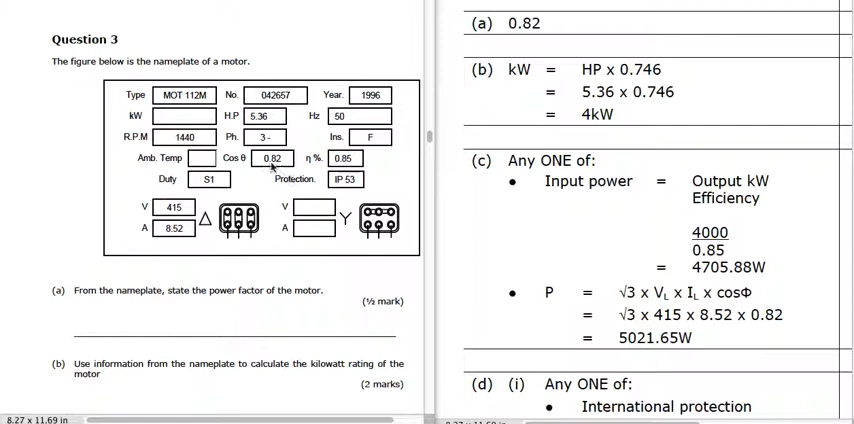 Question 3
The figure below is the nameplate of a motor.
Type MOT 112M No. 042657 Year. 1996
kW H.P 5.36 Hz 50
R.P.M 1440 Ph. 3 - Ins. F
Amb. Temp Cos θ 0.82 η %. 0.85
Duty S1 Protection. IP 53
V 415 △ V Y
A 8.52 A
(a) From the nameplate, state the power factor of the motor.
(½ mark)
(b) Use information from the nameplate to calculate the kilowatt rating of the
motor
(2 marks)
8.27 x 11.69 in
(a) 0.82
(b) kW = HP x 0.746
= 5.36 x 0.746
= 4kW
(c) Any ONE of:
• Input power = Output kW
Efficiency
4000
0.85
= 4705.88W
• P = √3 x VL x IL x cosΦ
= √3 x 415 x 8.52 x 0.82
= 5021.65W
(d) (i) Any ONE of:
• International protection